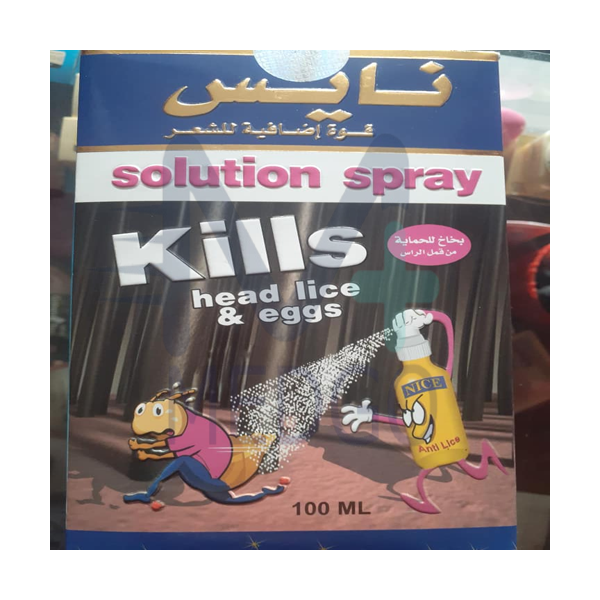 نايس
قوة إضافية للشعر
solution spray
Kills
head lice
& eggs
بخاخ للحماية
من قمل الراس
NICE
Anti Lice
100 ML